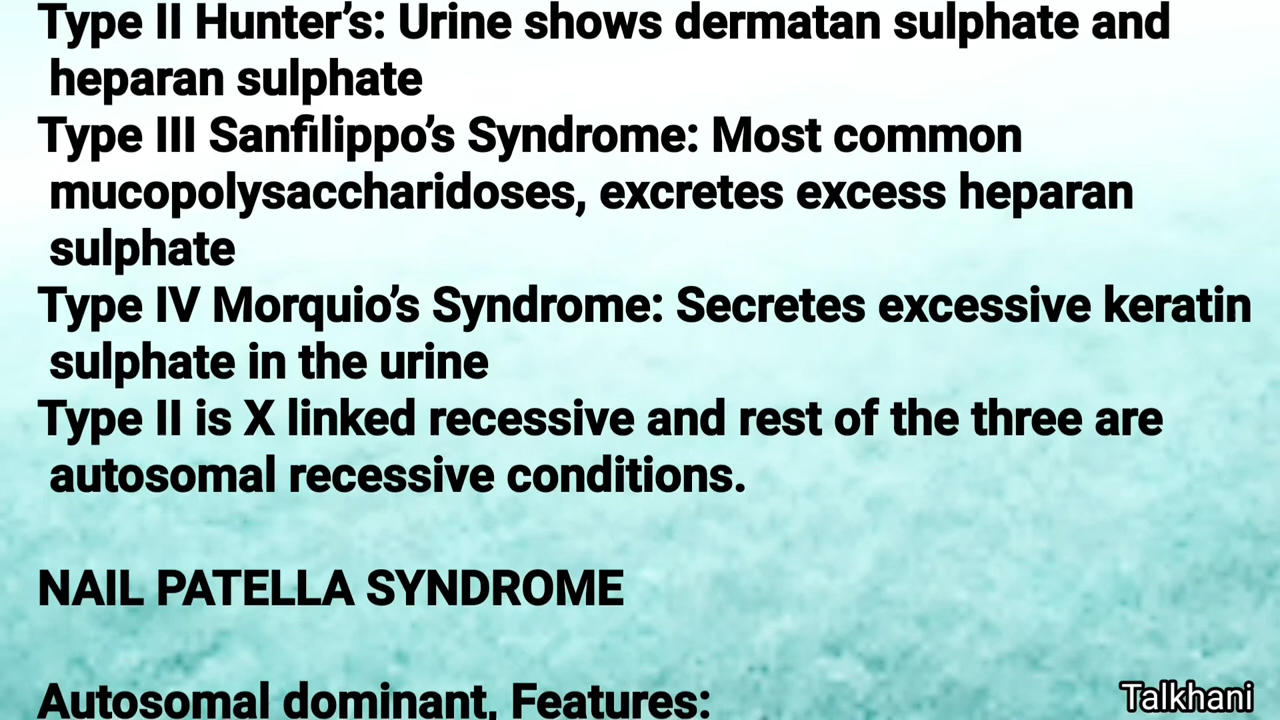 Type II Hunter’s: Urine shows dermatan sulphate and
heparan sulphate
Type III Sanfilippo’s Syndrome: Most common
mucopolysaccharidoses, excretes excess heparan
sulphate
Type IV Morquio’s Syndrome: Secretes excessive keratin
sulphate in the urine
Type II is X linked recessive and rest of the three are
autosomal recessive conditions.
NAIL PATELLA SYNDROME
Autosomal dominant, Features:
Talkhani